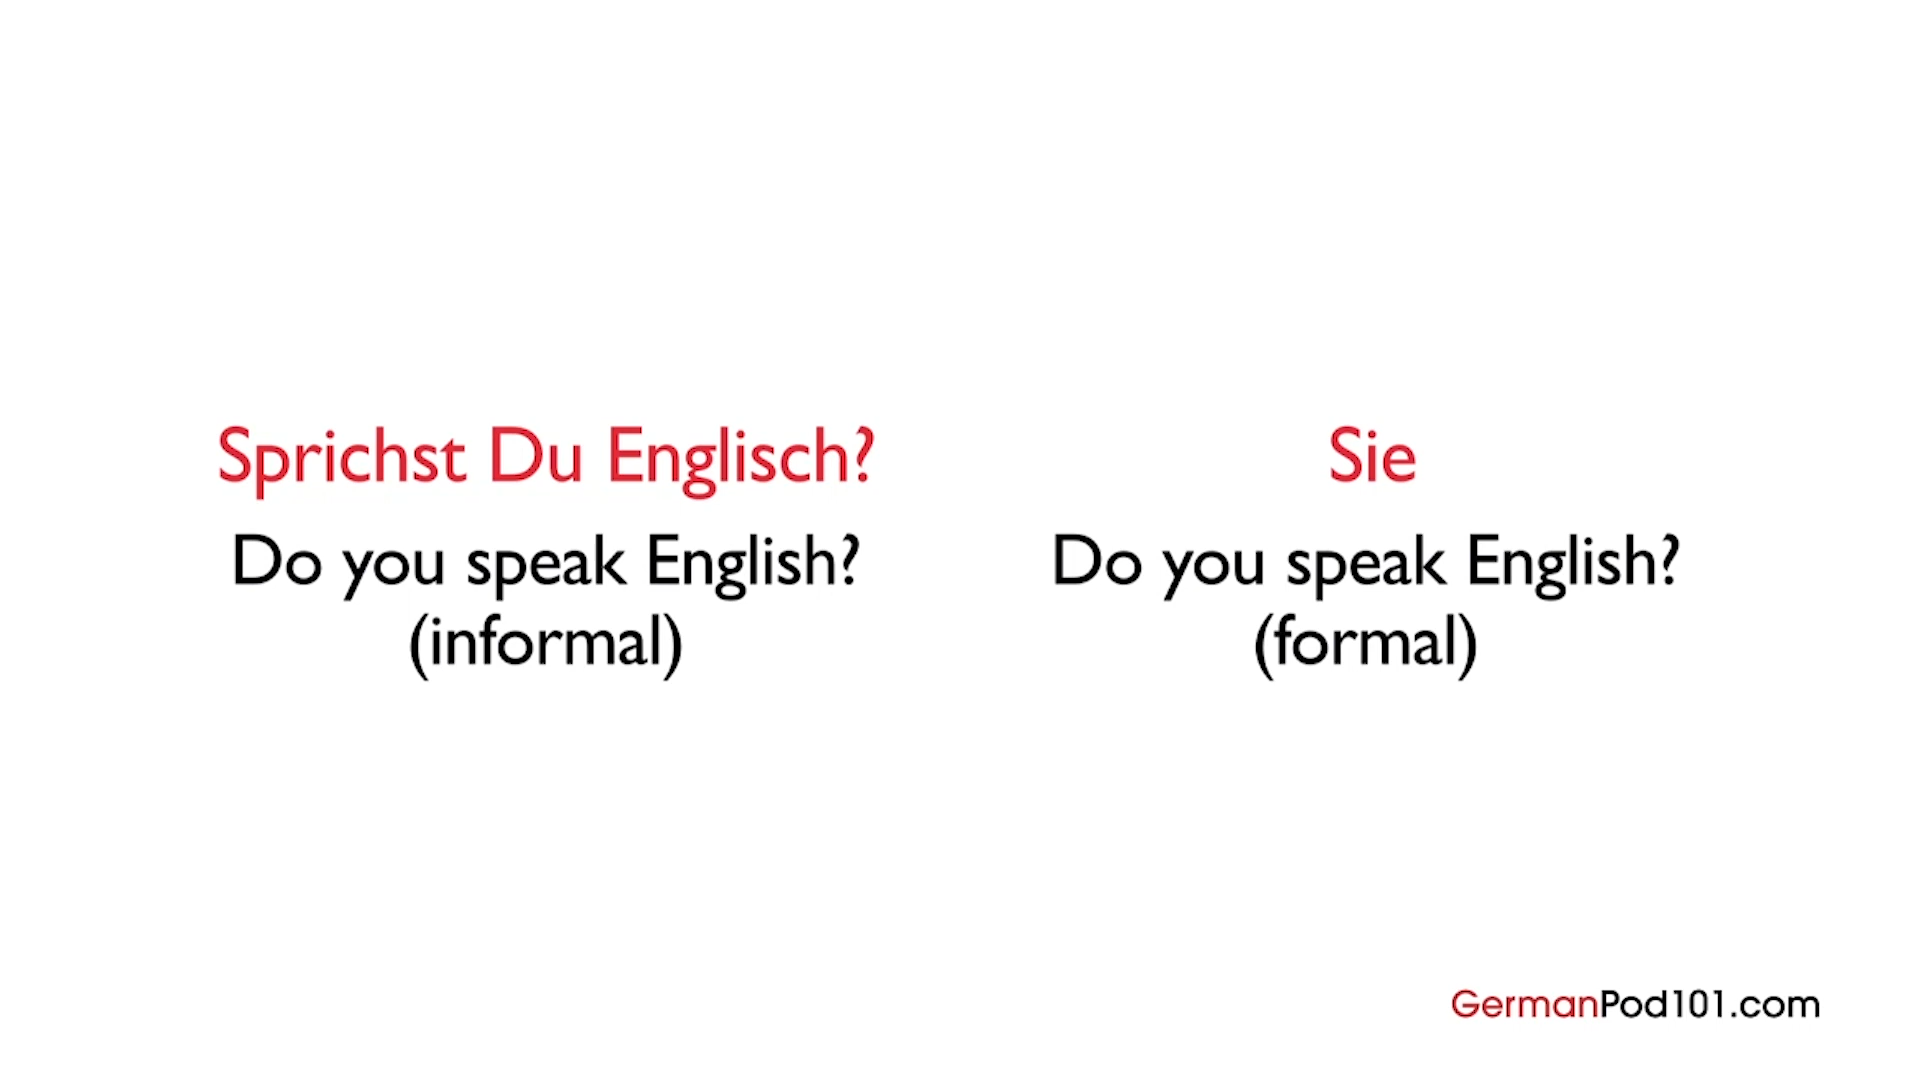 Sprichst Du Englisch?
Do you speak English?
(informal)
Sie
Do you speak English?
(formal)
GermanPod101.com